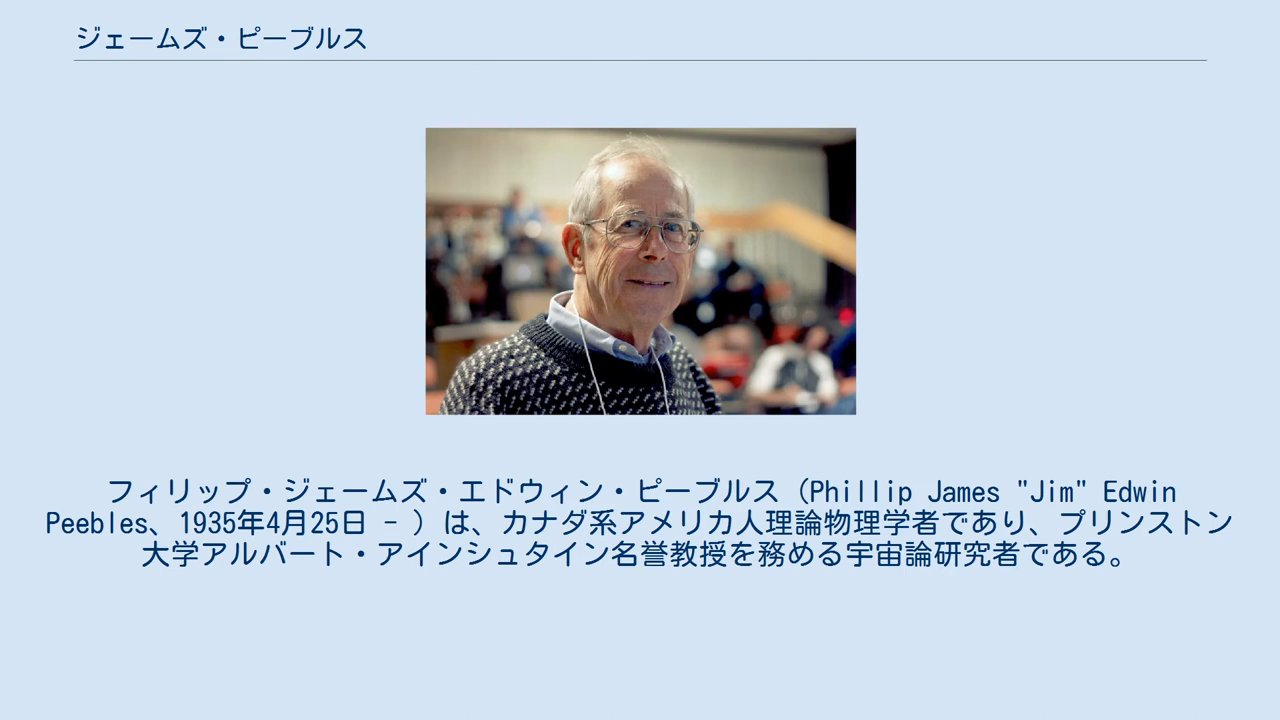 ジェームズ・ピーブルス
フィリップ・ジェームズ・エドウィン・ピーブルス（Phillip James "Jim" Edwin
Peebles、1935年4月25日 - ）は、カナダ系アメリカ人理論物理学者であり、プリンストン
大学アルバート・アインシュタイン名誉教授を務める宇宙論研究者である。